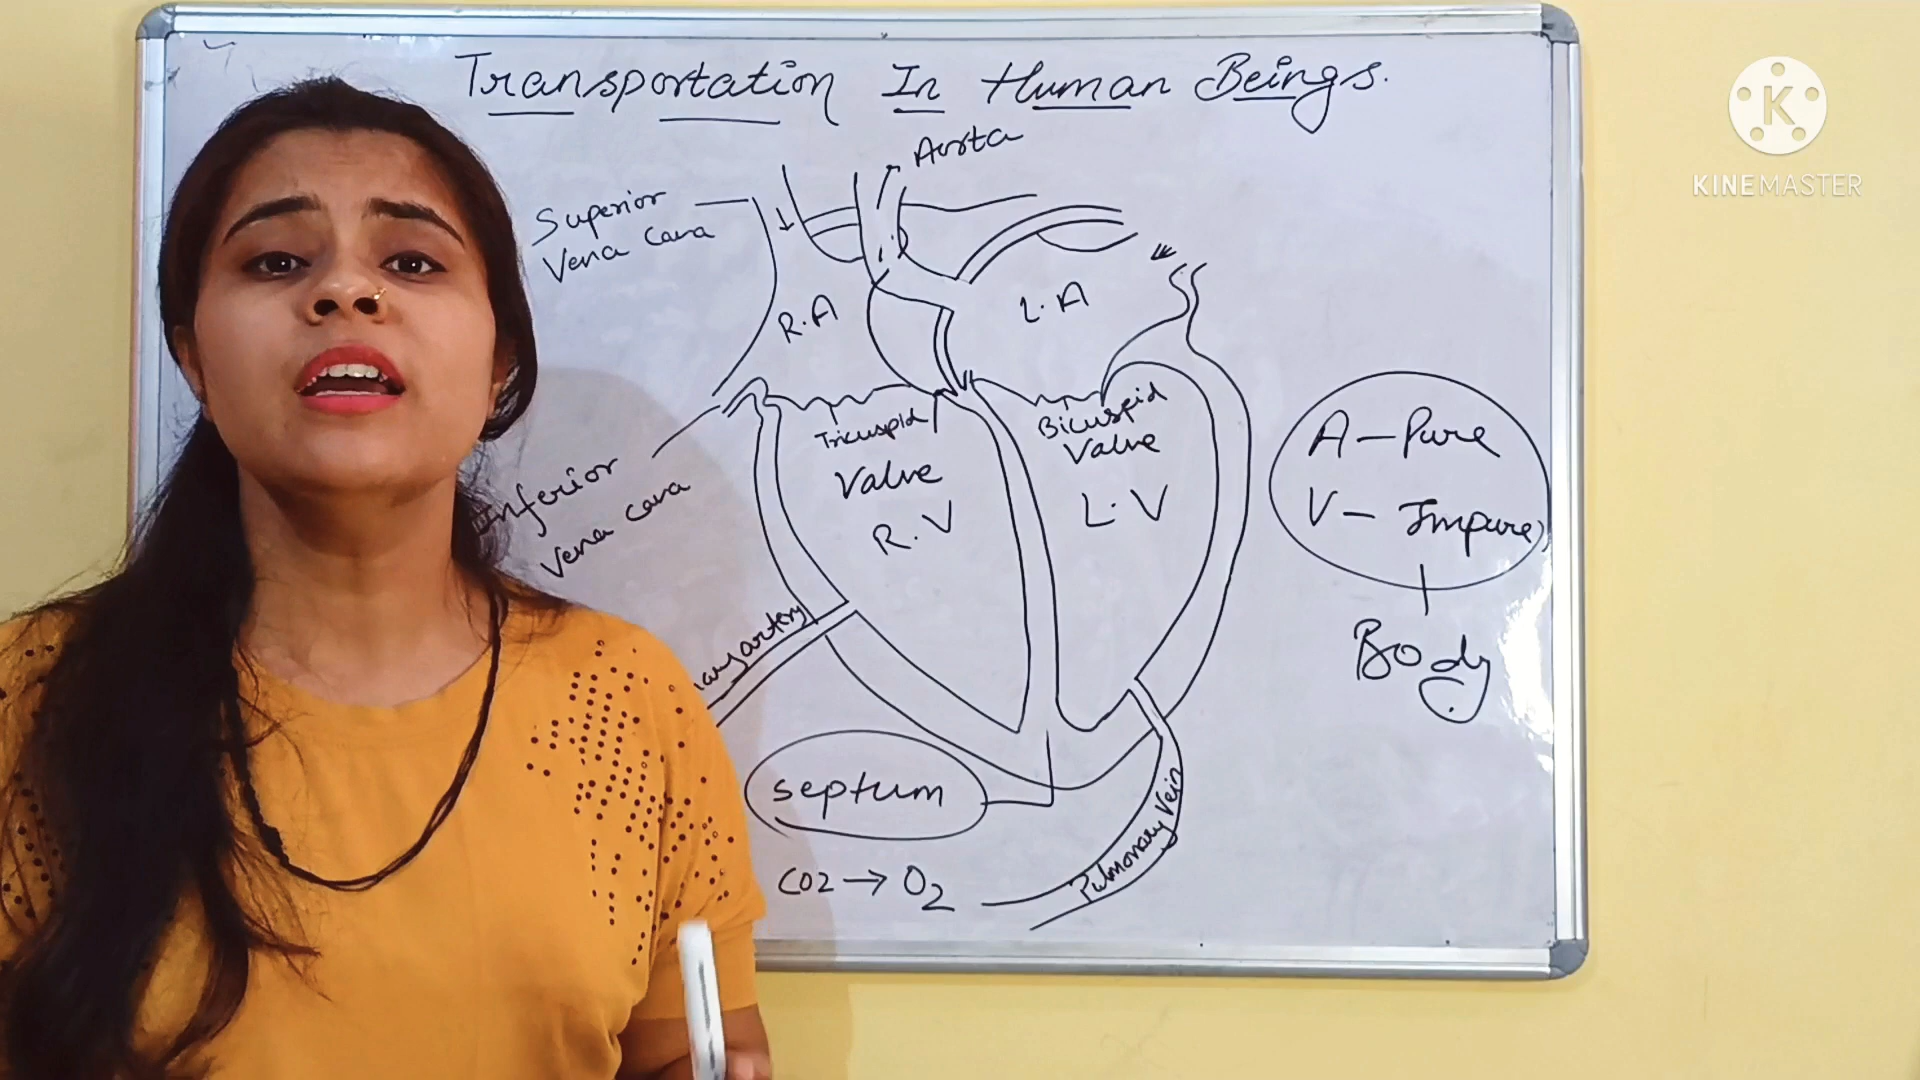 Transportation In Human Beings.
Aorta
Superior
Vena Cava
R.A
L.A
Tricuspid
Valve
R.V
Bicuspid
Valve
L.V
Inferior
Vena Cava
artery
septum
CO2 → O2
Pulmonary Vein
A - Pure
V - Impure
Body
K
KINEMASTER